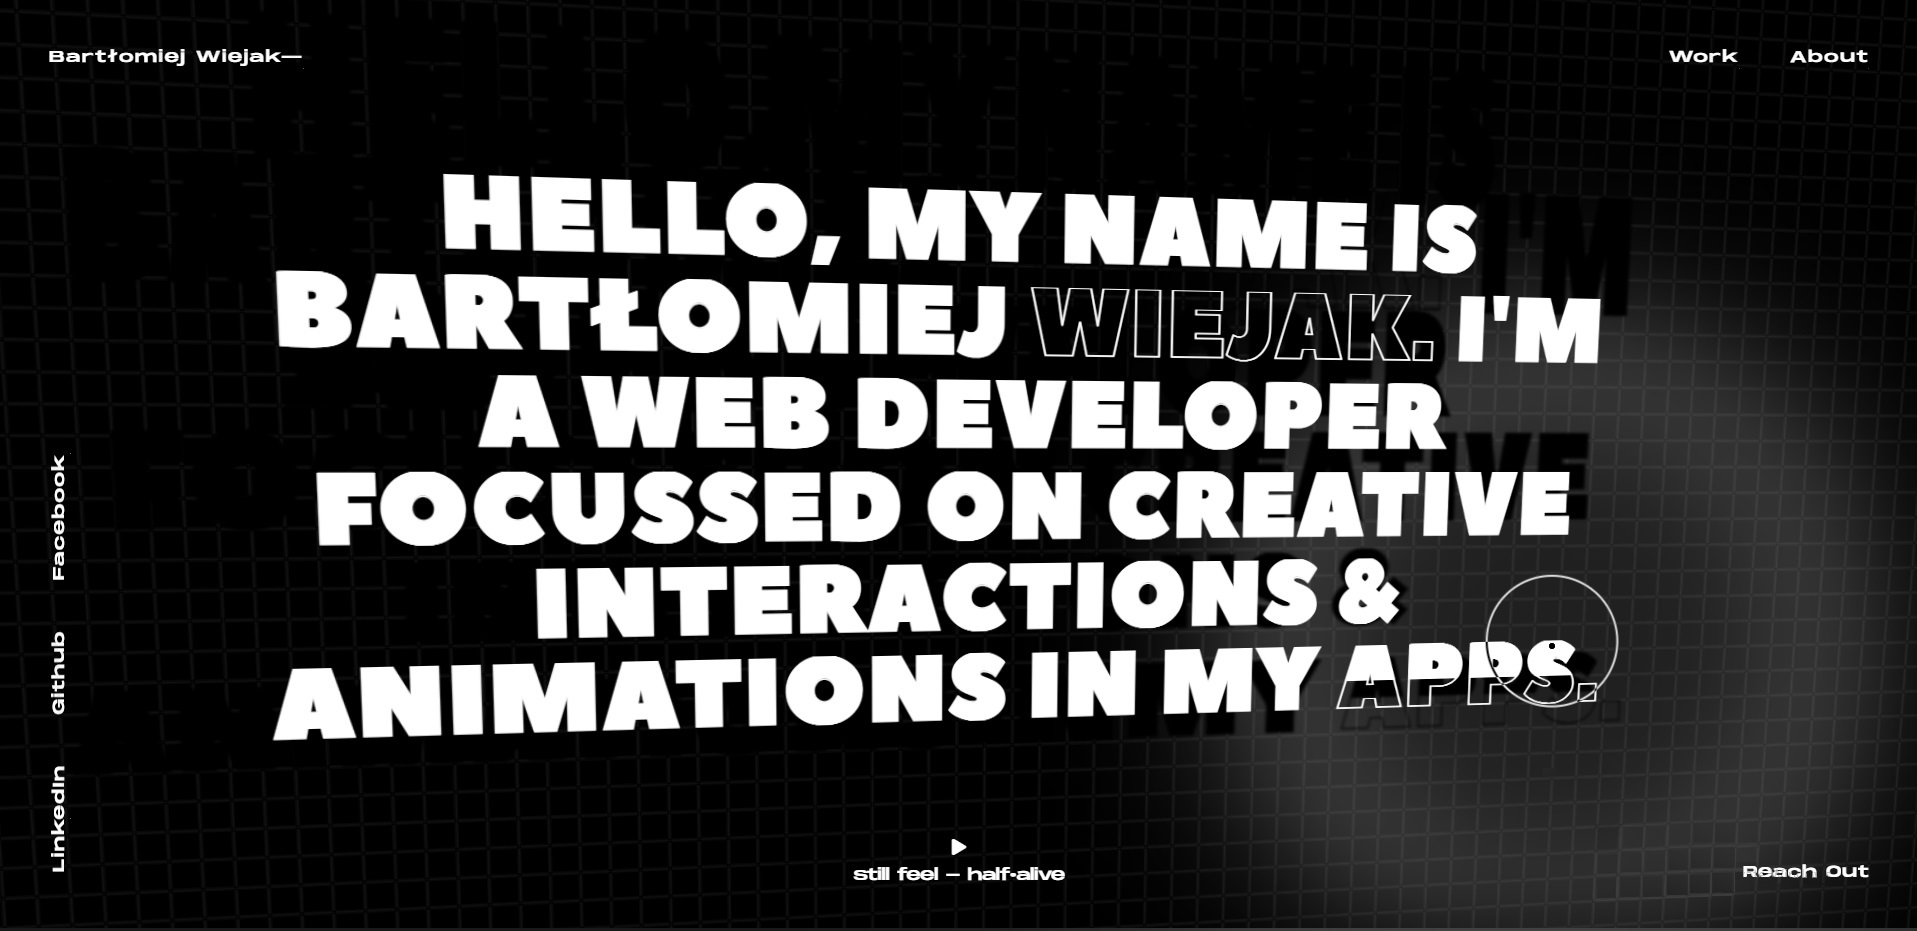 Bartłomiej Wiejak—
Work
About
HELLO, MY NAME IS
BARTŁOMIEJ WIEJAK. I'M
A WEB DEVELOPER
FOCUSSED ON CREATIVE
INTERACTIONS &
ANIMATIONS IN MY APPS.
Facebook
Github
LinkedIn
still feel – half•alive
Reach Out